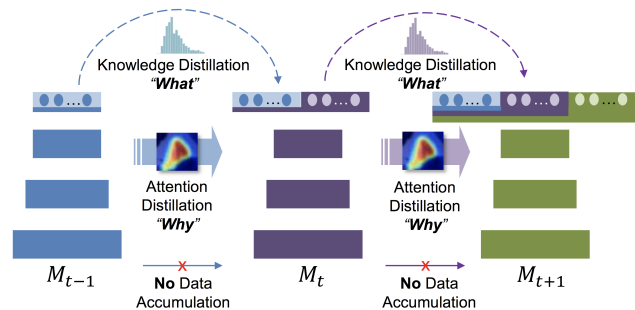 Knowledge Distillation
"What"
Knowledge Distillation
"What"
...
...
...
...
...
...
Attention
Distillation
"Why"
Attention
Distillation
"Why"
M_{t-1}
X
No Data
Accumulation
M_t
X
No Data
Accumulation
M_{t+1}